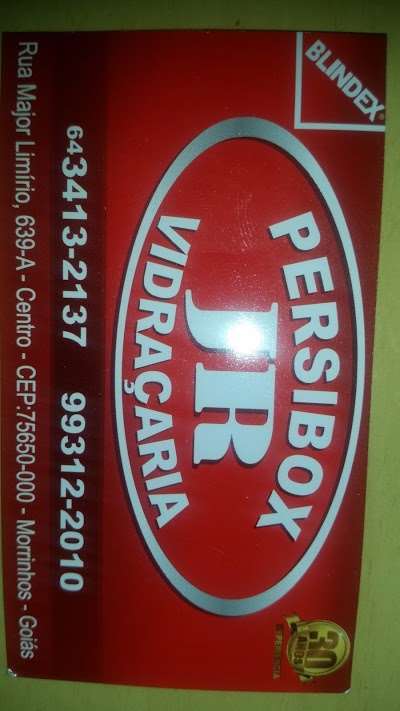 BLINDEX®
PERSIBOX
JR
VIDRAÇARIA
30
ANOS
64 3413-2137 99312-2010
Rua Major Limírio, 639-A - Centro - CEP:75650-000 - Morrinhos - Goiás